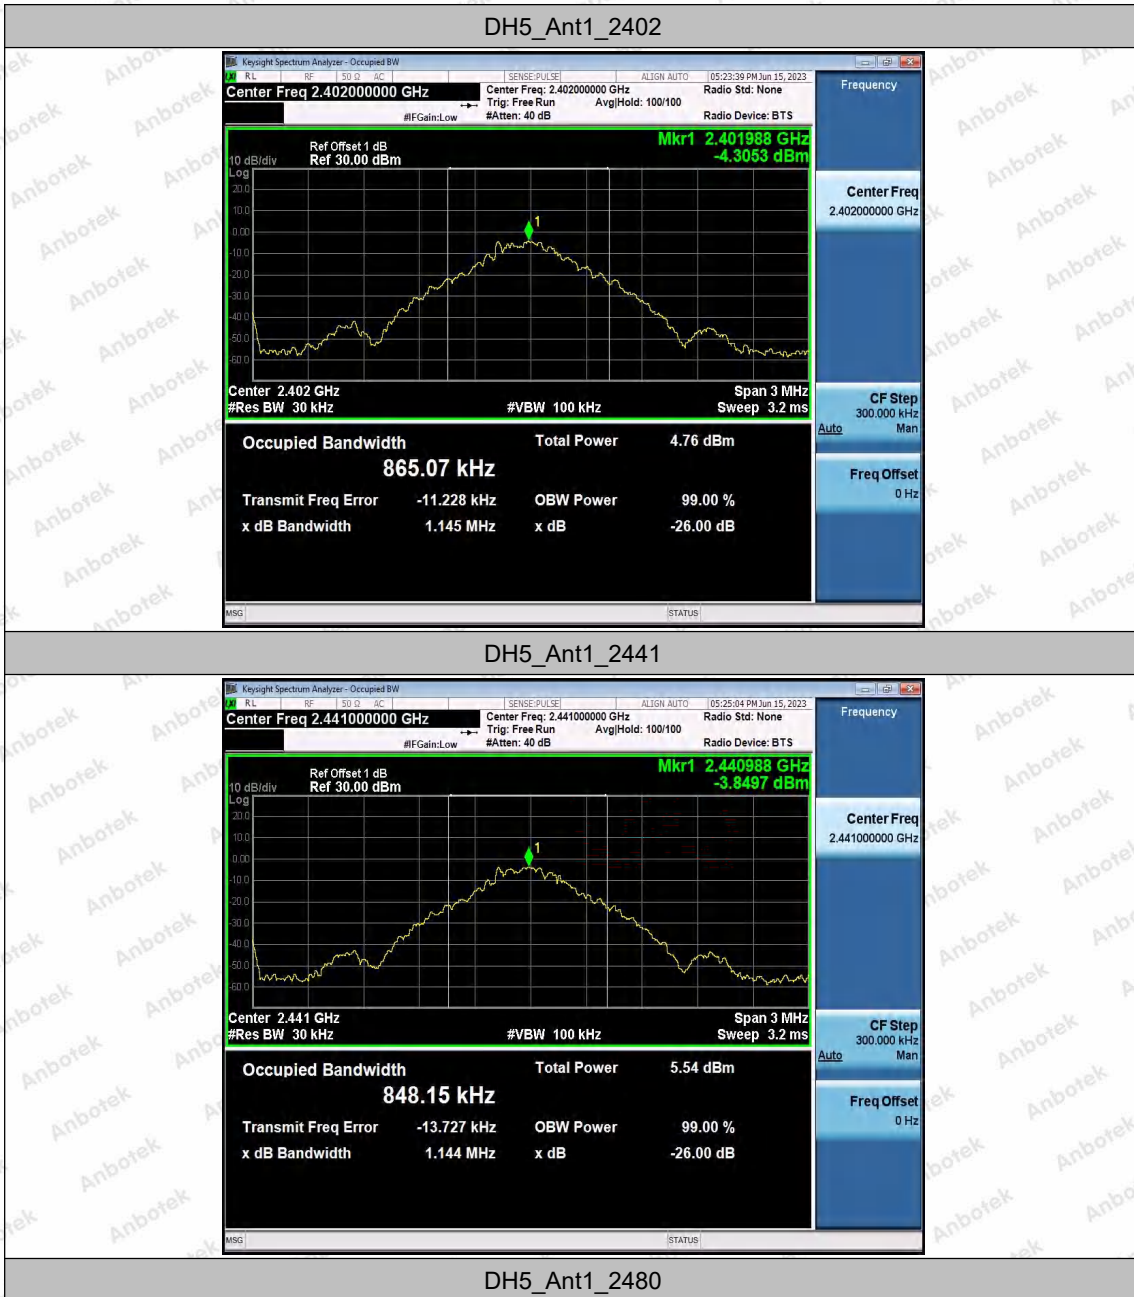 DH5_Ant1_2402
Keysight Spectrum Analyzer - Occupied BW
RL RF 50 Ω AC SENSE:PULSE ALIGN AUTO 05:23:39 PM Jun 15, 2023
Center Freq 2.402000000 GHz Center Freq: 2.402000000 GHz Radio Std: None Frequency
Trig: Free Run Avg|Hold: 100/100
#IFGain:Low #Atten: 40 dB Radio Device: BTS
Mkr1 2.401988 GHz
-4.3053 dBm
Ref Offset 1 dB
10 dB/div Ref 30.00 dBm
Log
20.0
10.0
0.00
-10.0
-20.0
-30.0
-40.0
-50.0
-60.0
1
Center Freq
2.402000000 GHz
Center 2.402 GHz Span 3 MHz
#Res BW 30 kHz #VBW 100 kHz Sweep 3.2 ms
CF Step
300.000 kHz
Auto Man
Occupied Bandwidth Total Power 4.76 dBm
865.07 kHz
Freq Offset
0 Hz
Transmit Freq Error -11.228 kHz OBW Power 99.00 %
x dB Bandwidth 1.145 MHz x dB -26.00 dB
MSG STATUS
DH5_Ant1_2441
Keysight Spectrum Analyzer - Occupied BW
RL RF 50 Ω AC SENSE:PULSE ALIGN AUTO 05:25:04 PM Jun 15, 2023
Center Freq 2.441000000 GHz Center Freq: 2.441000000 GHz Radio Std: None Frequency
Trig: Free Run Avg|Hold: 100/100
#IFGain:Low #Atten: 40 dB Radio Device: BTS
Mkr1 2.440988 GHz
-3.8497 dBm
Ref Offset 1 dB
10 dB/div Ref 30.00 dBm
Log
20.0
10.0
0.00
-10.0
-20.0
-30.0
-40.0
-50.0
-60.0
1
Center Freq
2.441000000 GHz
Center 2.441 GHz Span 3 MHz
#Res BW 30 kHz #VBW 100 kHz Sweep 3.2 ms
CF Step
300.000 kHz
Auto Man
Occupied Bandwidth Total Power 5.54 dBm
848.15 kHz
Freq Offset
0 Hz
Transmit Freq Error -13.727 kHz OBW Power 99.00 %
x dB Bandwidth 1.144 MHz x dB -26.00 dB
MSG STATUS
DH5_Ant1_2480